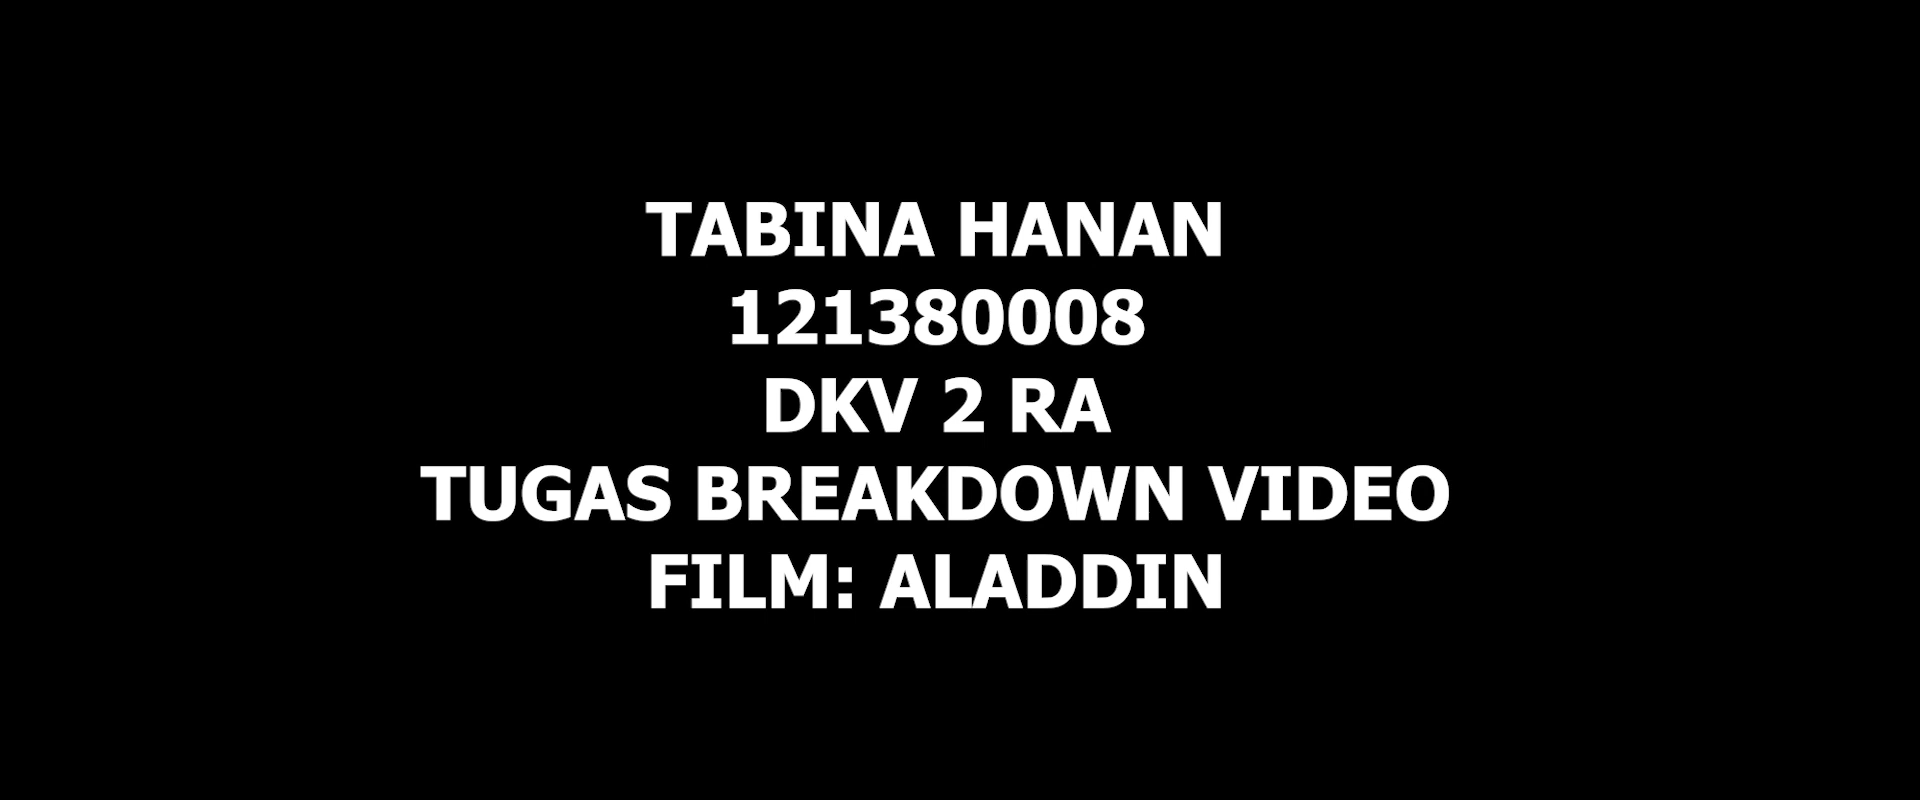 TABINA HANAN
121380008
DKV 2 RA
TUGAS BREAKDOWN VIDEO
FILM: ALADDIN